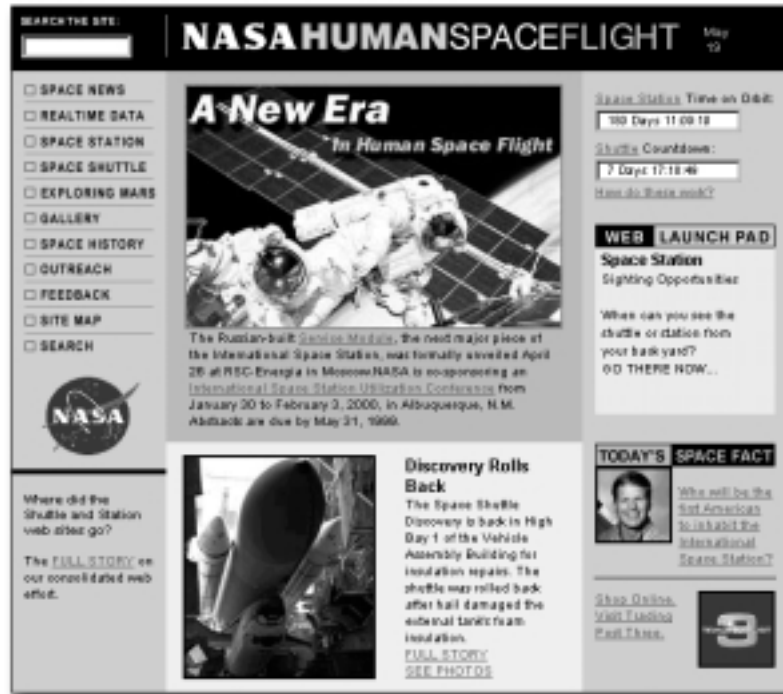 SEARCH THE SITE:
NASA HUMAN SPACEFLIGHT
May
19
SPACE NEWS
REALTIME DATA
SPACE STATION
SPACE SHUTTLE
EXPLORING MARS
GALLERY
SPACE HISTORY
OUTREACH
FEEDBACK
SITE MAP
SEARCH
NASA
Where did the
Shuttle and Station
web sites go?
The FULL STORY on
our consolidated web
effort.
A New Era
In Human Space Flight
The Russian-built Service Module, the next major piece of
the International Space Station, was formally unveiled April
26 at RSC-Energia in Moscow.NASA is co-sponsoring an
International Space Station Utilization Conference from
January 30 to February 3, 2000, in Albuquerque, N.M.
Abstracts are due by May 31, 1999.
Discovery Rolls
Back
The Space Shuttle
Discovery is back in High
Bay 1 of the Vehicle
Assembly Building for
insulation repairs. The
shuttle was rolled back
after hail damaged the
external tank's foam
insulation.
FULL STORY
SEE PHOTOS
Space Station Time on Orbit:
Days
Shuttle Countdown:
7 Days
How do these work?
WEB LAUNCH PAD
Space Station
Sighting Opportunities
When can you see the
shuttle or station from
your back yard?
GO THERE NOW...
TODAY'S SPACE FACT
Who will be the
first American
to inhabit the
International
Space Station?
Shop Online.
Visit Trading
Post Three.
3